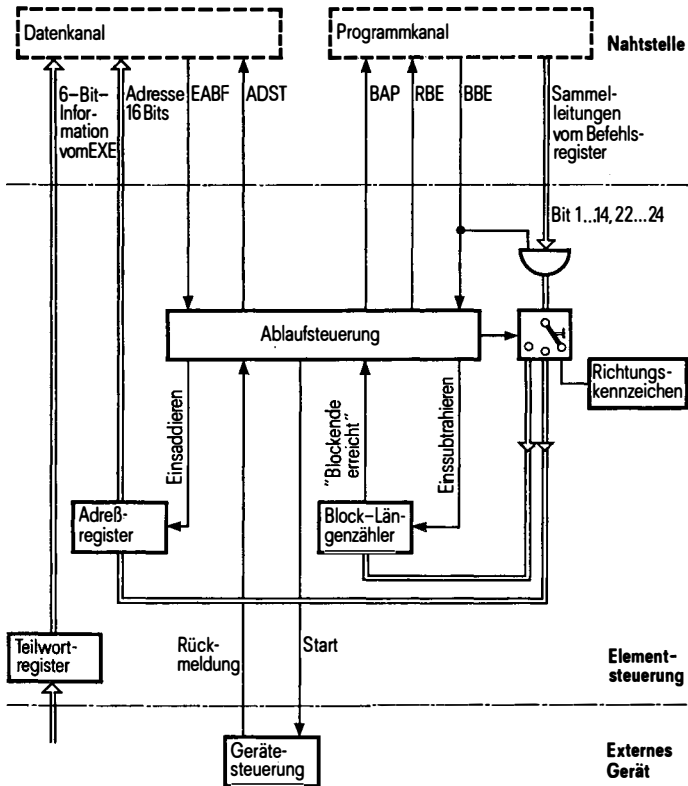 Datenkanal
Programmkanal
Nahtstelle
6-Bit-
Infor-
mation
vom EXE
Adresse
16 Bits
EABF
ADST
BAP
RBE
BBE
Sammel-
leitungen
vom Befehls-
register
Bit 1...14, 22...24
Ablaufsteuerung
Richtungs-
kennzeichen
Einsaddieren
"Blockende
erreicht"
Einssubtrahieren
Adreß-
register
Block-Län-
genzähler
Teilwort-
register
Rück-
meldung
Start
Element-
steuerung
Geräte-
steuerung
Externes
Gerät